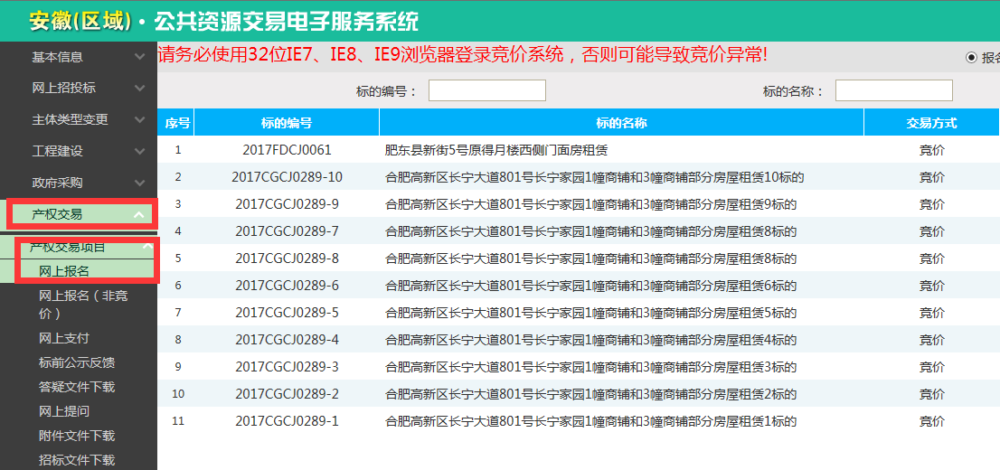 安徽(区域)·公共资源交易电子服务系统
基本信息
网上招投标
主体类型变更
工程建设
政府采购
产权交易
产权交易项目
网上报名
网上报名（非竞
价）
网上支付
标前公示反馈
答疑文件下载
网上提问
附件文件下载
招标文件下载
请务必使用32位IE7、IE8、IE9浏览器登录竞价系统，否则可能导致竞价异常!
报名
标的编号： 标的名称：
序号 标的编号 标的名称 交易方式
1 2017FDCJ0061 肥东县新街5号原得月楼西侧门面房租赁 竞价
2 2017CGCJ0289-10 合肥高新区长宁大道801号长宁家园1幢商铺和3幢商铺部分房屋租赁10标的 竞价
3 2017CGCJ0289-9 合肥高新区长宁大道801号长宁家园1幢商铺和3幢商铺部分房屋租赁9标的 竞价
4 2017CGCJ0289-7 合肥高新区长宁大道801号长宁家园1幢商铺和3幢商铺部分房屋租赁8标的 竞价
5 2017CGCJ0289-8 合肥高新区长宁大道801号长宁家园1幢商铺和3幢商铺部分房屋租赁8标的 竞价
6 2017CGCJ0289-6 合肥高新区长宁大道801号长宁家园1幢商铺和3幢商铺部分房屋租赁6标的 竞价
7 2017CGCJ0289-5 合肥高新区长宁大道801号长宁家园1幢商铺和3幢商铺部分房屋租赁5标的 竞价
8 2017CGCJ0289-4 合肥高新区长宁大道801号长宁家园1幢商铺和3幢商铺部分房屋租赁4标的 竞价
9 2017CGCJ0289-3 合肥高新区长宁大道801号长宁家园1幢商铺和3幢商铺部分房屋租赁3标的 竞价
10 2017CGCJ0289-2 合肥高新区长宁大道801号长宁家园1幢商铺和3幢商铺部分房屋租赁2标的 竞价
11 2017CGCJ0289-1 合肥高新区长宁大道801号长宁家园1幢商铺和3幢商铺部分房屋租赁1标的 竞价